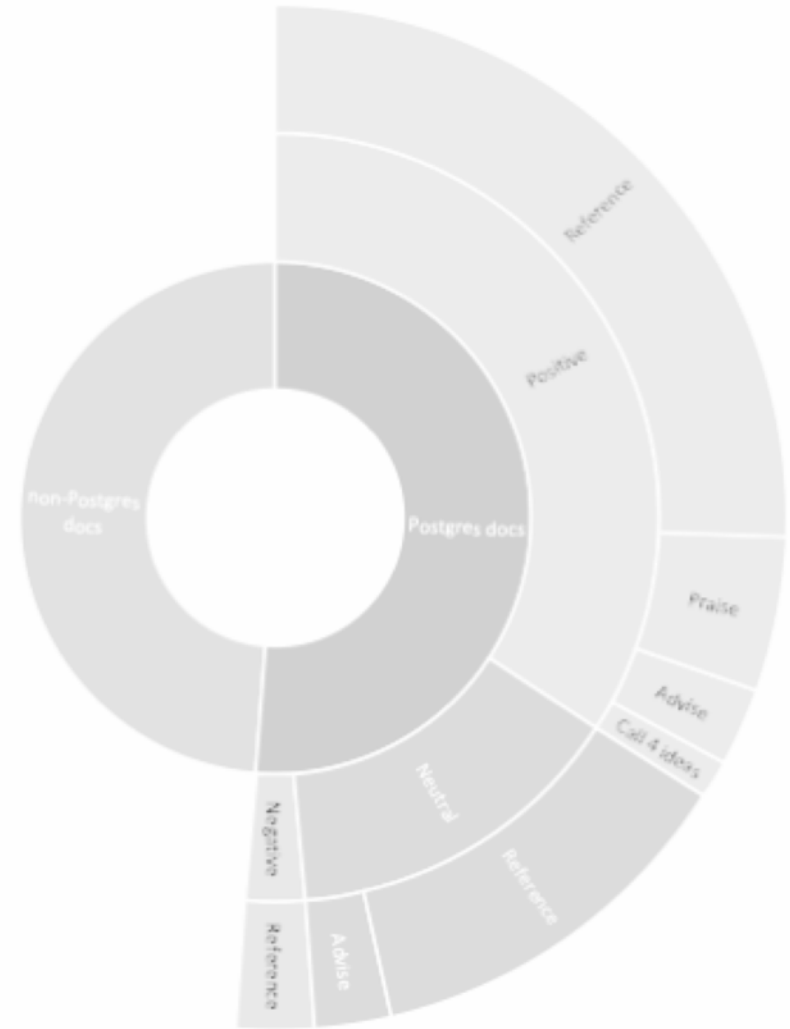 Reference
Positive
non-Postgres
docs
Postgres docs
Praise
Advise
Call 4 ideas
Neutral
Negative
Reference
Advise
Reference